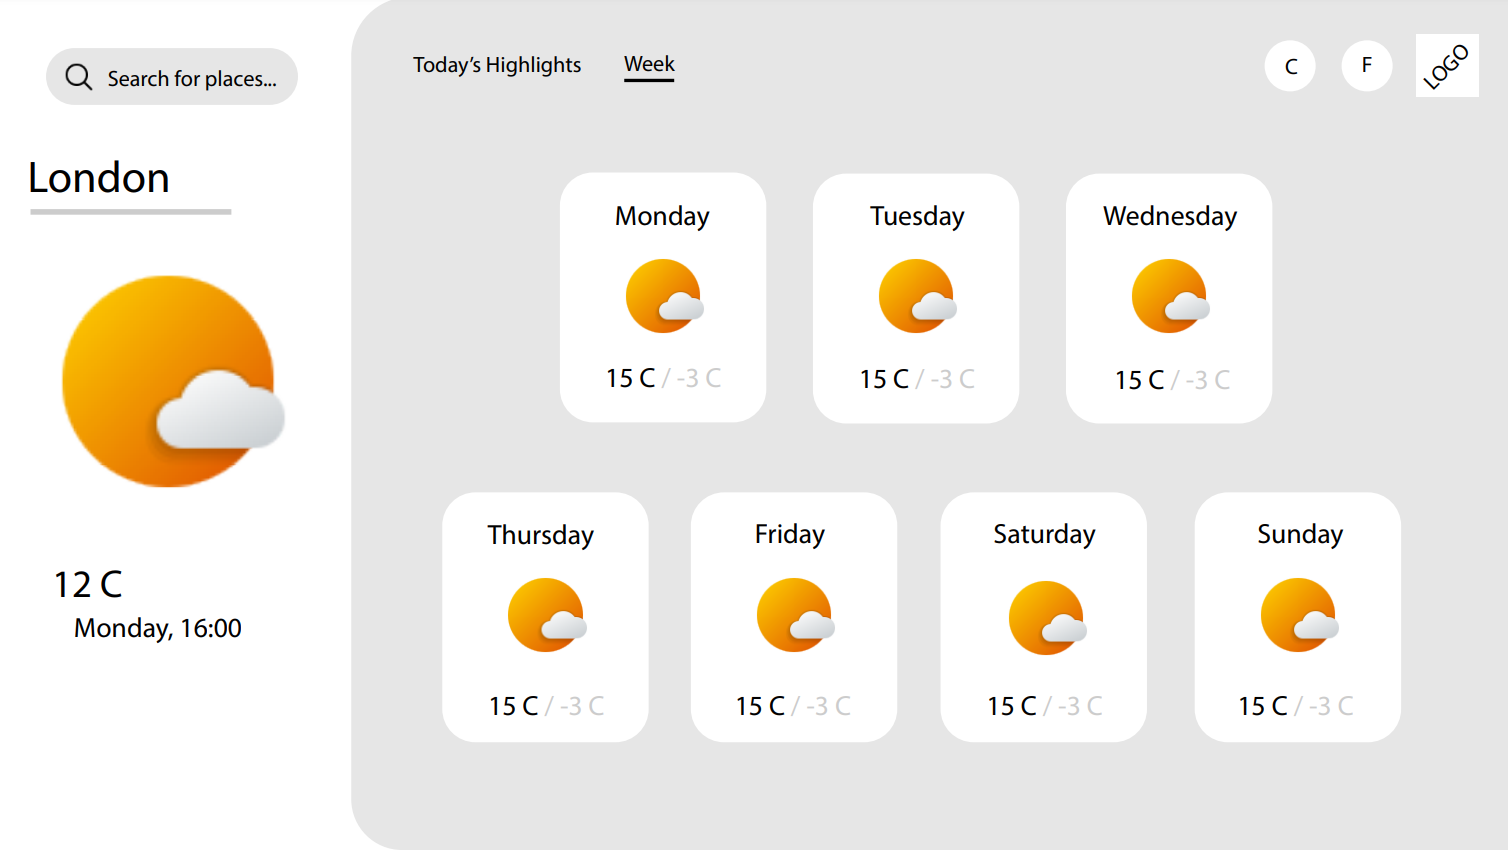 Search for places...
London
12 C
Monday, 16:00
Today’s Highlights
Week
C
F
LOGO
Monday
15 C / -3 C
Tuesday
15 C / -3 C
Wednesday
15 C / -3 C
Thursday
15 C / -3 C
Friday
15 C / -3 C
Saturday
15 C / -3 C
Sunday
15 C / -3 C